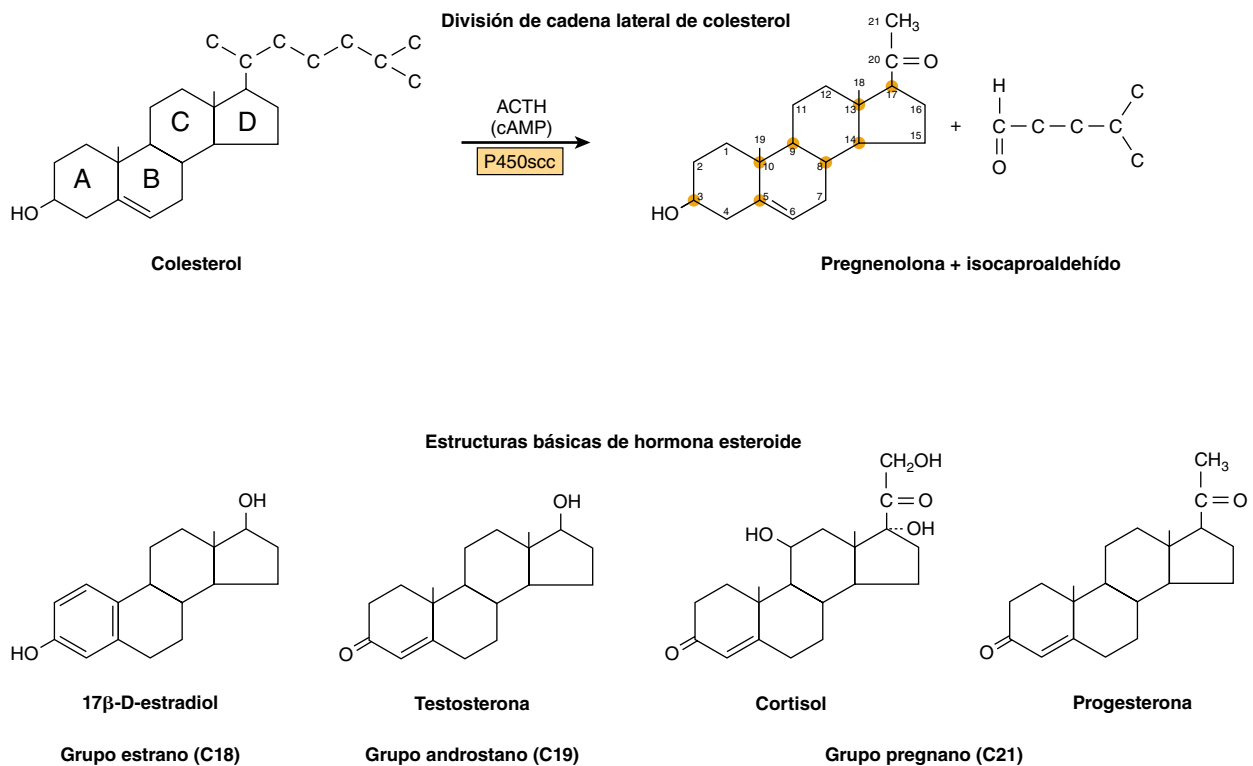 División de cadena lateral de colesterol
C C C C C
C C C C
A B C D
HO
Colesterol
ACTH
(cAMP)
P450scc
21 CH₃
20 C=O
18 17
12 13 16
11 14 15
19
1 9
2 10 8
3 5 7
4 6
HO
+
H
C-C-C-C
C
C
O
Pregnenolona + isocaproaldehído
Estructuras básicas de hormona esteroide
OH
HO
17β-D-estradiol
Grupo estrano (C18)
OH
O
Testosterona
Grupo androstano (C19)
CH₂OH
C=O
HO
OH
O
Cortisol
CH₃
C=O
O
Progesterona
Grupo pregnano (C21)